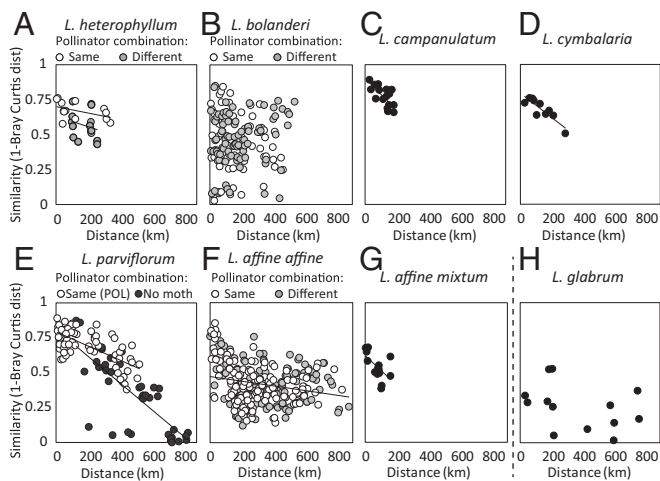 A L. heterophyllum
Pollinator combination:
Same Different
B L. bolanderi
Pollinator combination:
Same Different
C L. campanulatum
D L. cymbalaria
Similarity (1-Bray Curtis dist)
1
0.75
0.5
0.25
0
0 200 400 600 800
0 200 400 600 800
0 200 400 600 800
0 200 400 600 800
Distance (km)
Distance (km)
Distance (km)
Distance (km)
E L. parviflorum
Pollinator combination:
Same (POL) No moth
F L. affine affine
Pollinator combination:
Same Different
G L. affine mixtum
H L. glabrum
Similarity (1-Bray Curtis dist)
1
0.75
0.5
0.25
0
0 200 400 600 800
0 200 400 600 800
0 200 400 600 800
0 200 400 600 800
Distance (km)
Distance (km)
Distance (km)
Distance (km)